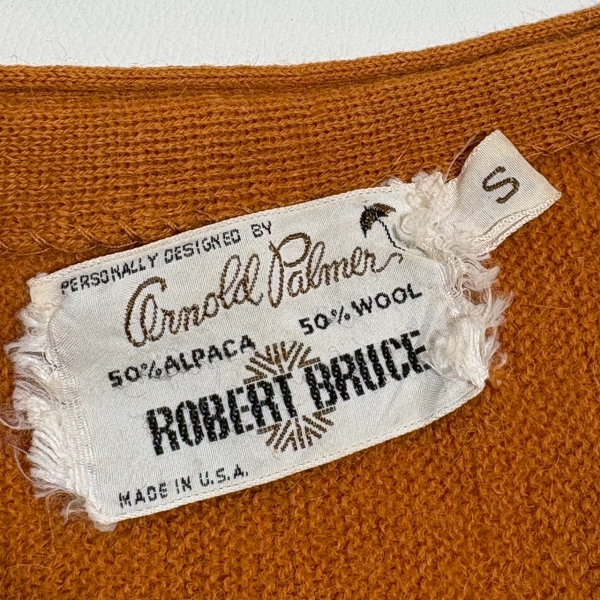 PERSONALLY DESIGNED BY
Arnold Palmer
50% ALPACA 50% WOOL
ROBERT BRUCE
MADE IN U.S.A.
S